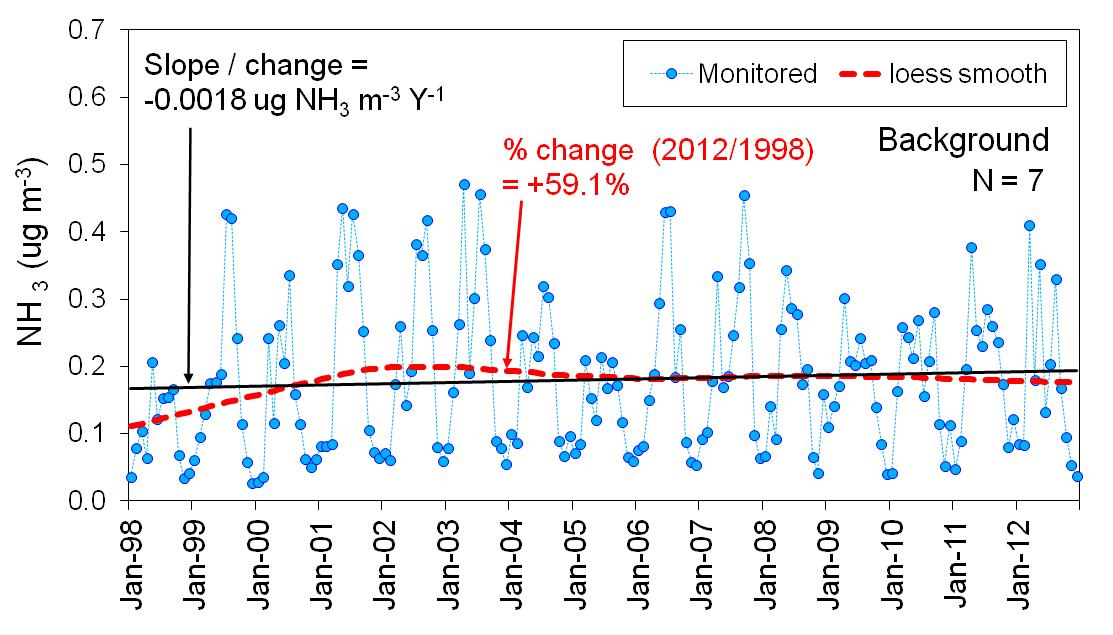 0.7
0.6
0.5
0.4
0.3
0.2
0.1
0.0
NH₃ (ug m⁻³)
Slope / change =
-0.0018 ug NH₃ m⁻³ Y⁻¹
% change (2012/1998)
= +59.1%
Monitored
loess smooth
Background
N = 7
Jan-98
Jan-99
Jan-00
Jan-01
Jan-02
Jan-03
Jan-04
Jan-05
Jan-06
Jan-07
Jan-08
Jan-09
Jan-10
Jan-11
Jan-12